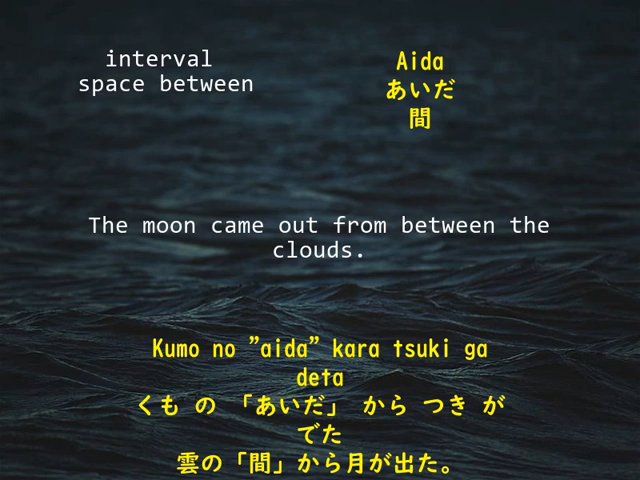 interval
space between
Aida
あいだ
間
The moon came out from between the
clouds.
Kumo no ”aida” kara tsuki ga
deta
くも の 「あいだ」 から つき が
でた
雲の「間」から月が出た。